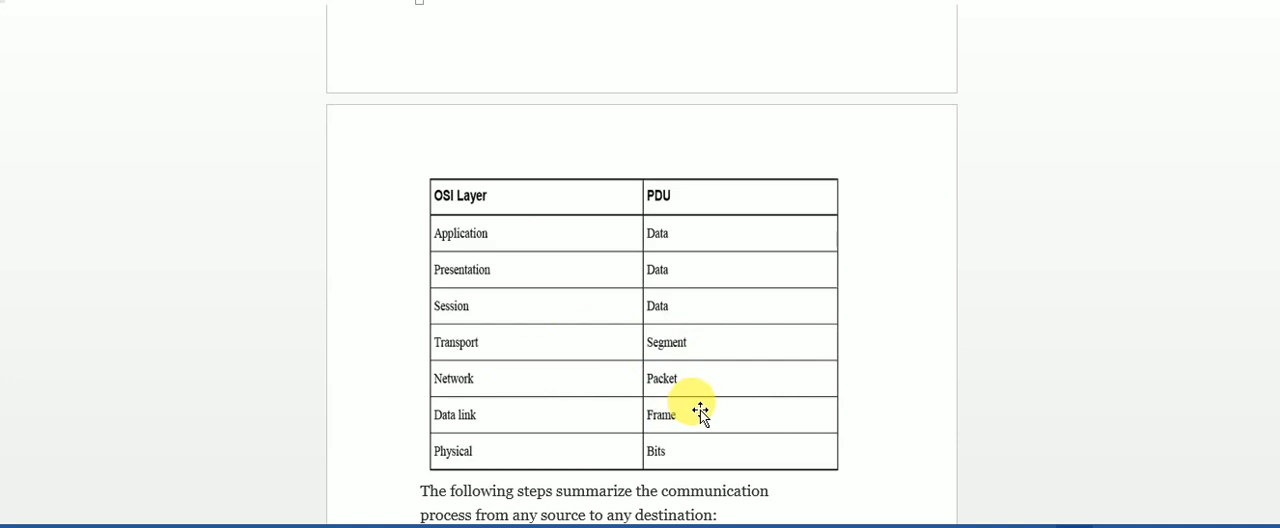 OSI Layer PDU
Application Data
Presentation Data
Session Data
Transport Segment
Network Packet
Data link Frame
Physical Bits
The following steps summarize the communication
process from any source to any destination: